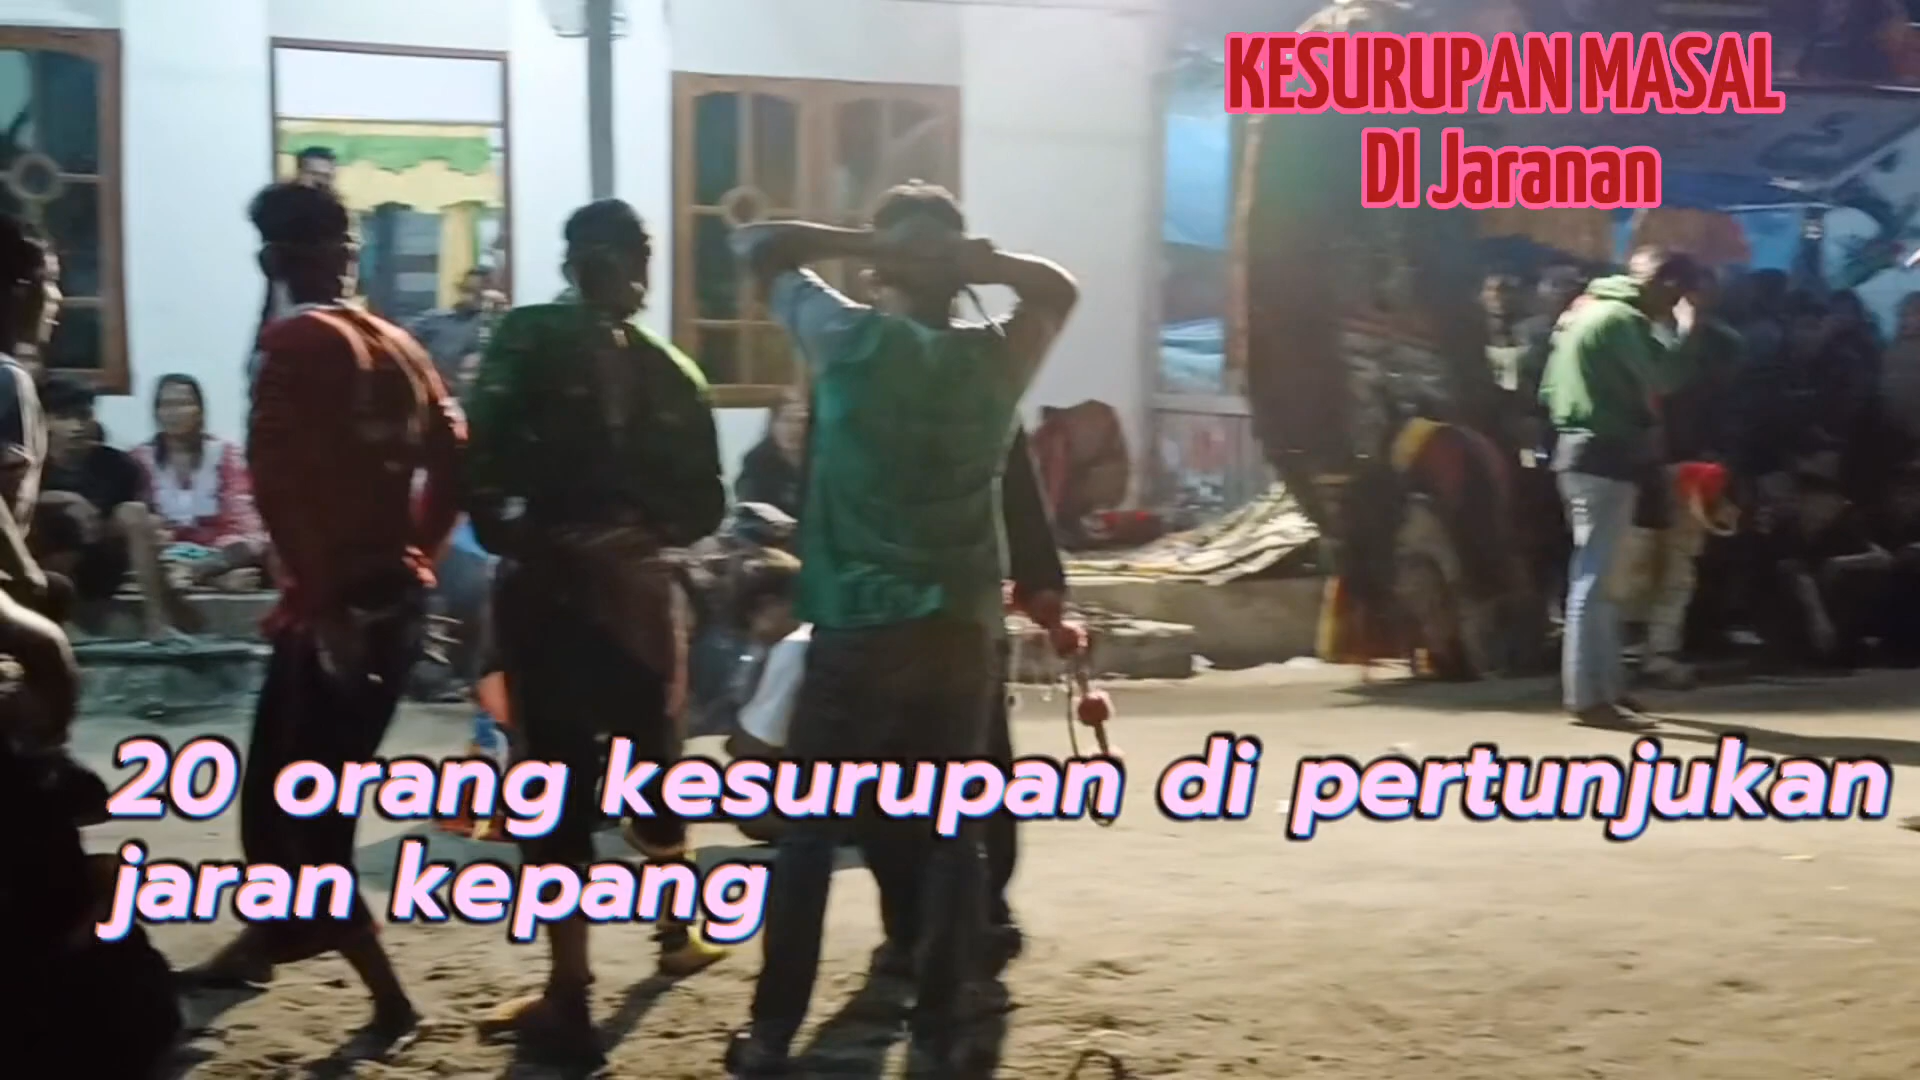 KESURUPAN MASAL
DI Jaranan
20 orang kesurupan di pertunjukan
jaran kepang